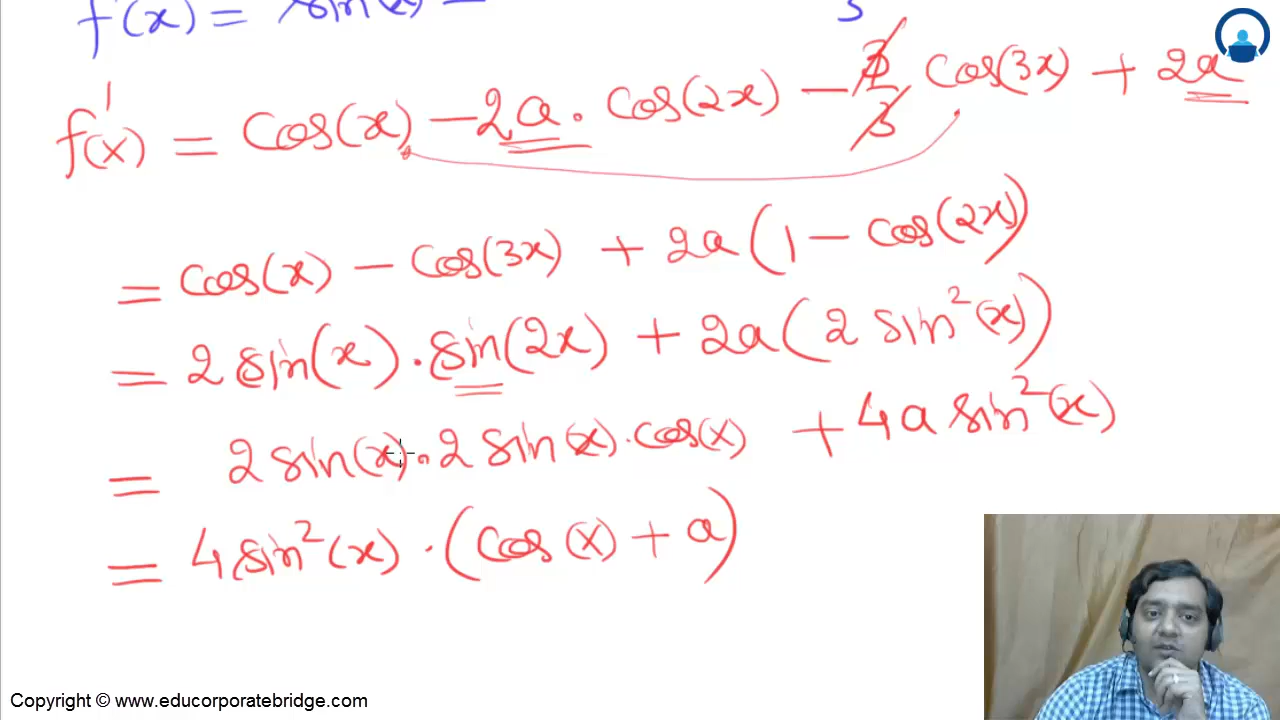 f'(x) = sin(x) - 3
f'(x) = cos(x) - 2a · cos(2x) - 3/3 cos(3x) + 2a
= cos(x) - cos(3x) + 2a(1 - cos(2x))
= 2 sin(x) · sin(2x) + 2a(2 sin²(x))
= 2 sin(x) · 2 sin(x) · cos(x) + 4a sin²(x)
= 4 sin²(x) · (cos(x) + a)
Copyright © www.educorporatebridge.com